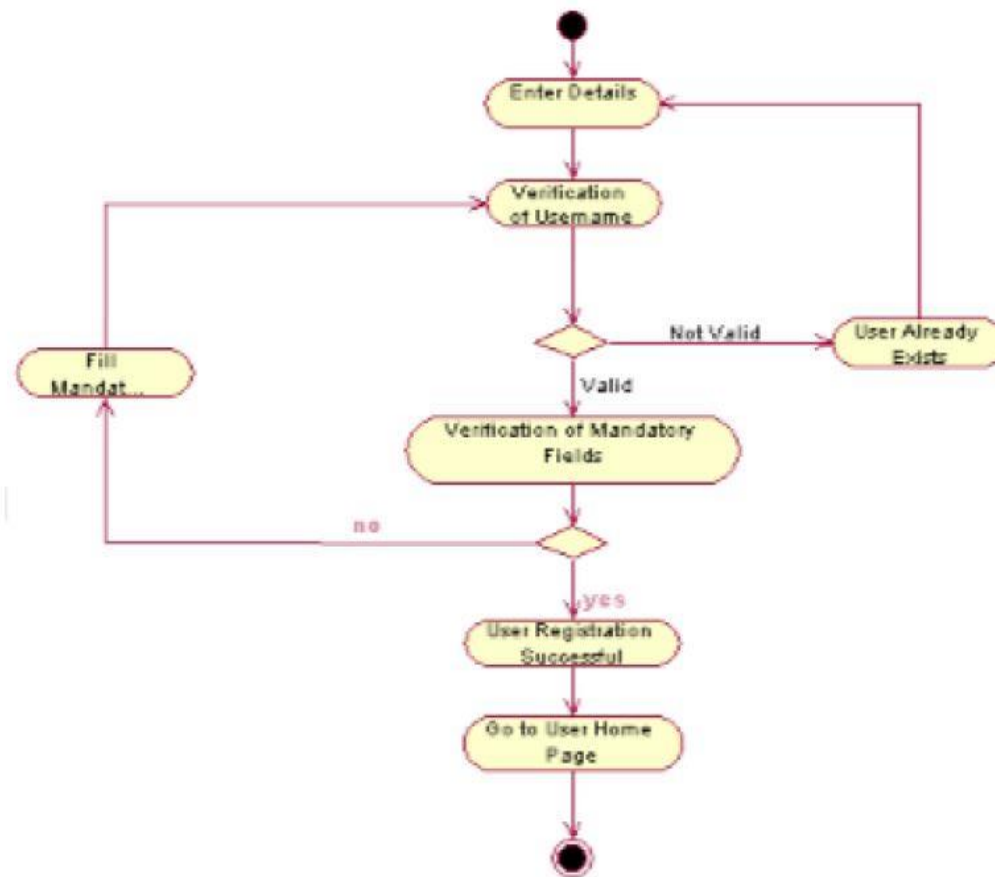 Enter Details
Verification
of Username
Not Valid
User Already
Exists
Fill
Mandat...
Valid
Verification of Mandatory
Fields
no
yes
User Registration
Successful
Go to User Home
Page